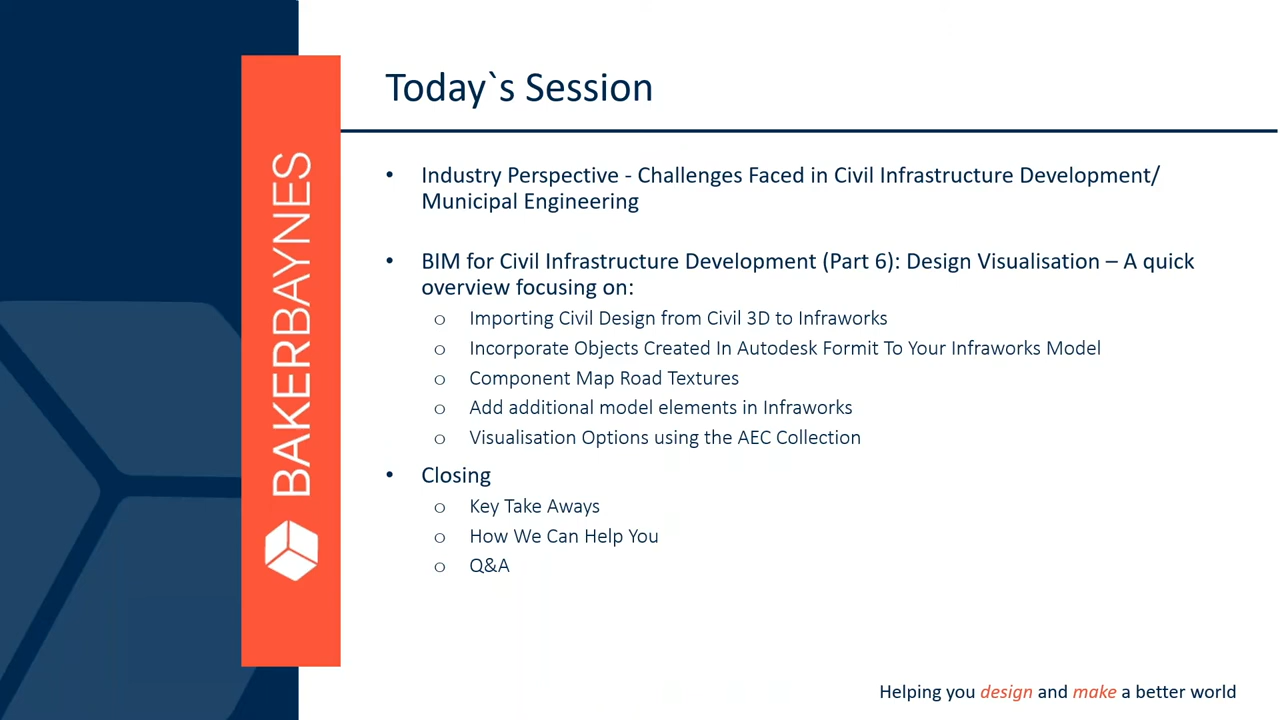 BAKERBAYNES
Today`s Session
• Industry Perspective - Challenges Faced in Civil Infrastructure Development/
Municipal Engineering
• BIM for Civil Infrastructure Development (Part 6): Design Visualisation – A quick
overview focusing on:
o Importing Civil Design from Civil 3D to Infraworks
o Incorporate Objects Created In Autodesk Formit To Your Infraworks Model
o Component Map Road Textures
o Add additional model elements in Infraworks
o Visualisation Options using the AEC Collection
• Closing
o Key Take Aways
o How We Can Help You
o Q&A
Helping you design and make a better world